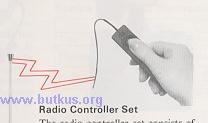 www.butkus.org
Radio Controller Set
The radio controller set consists of